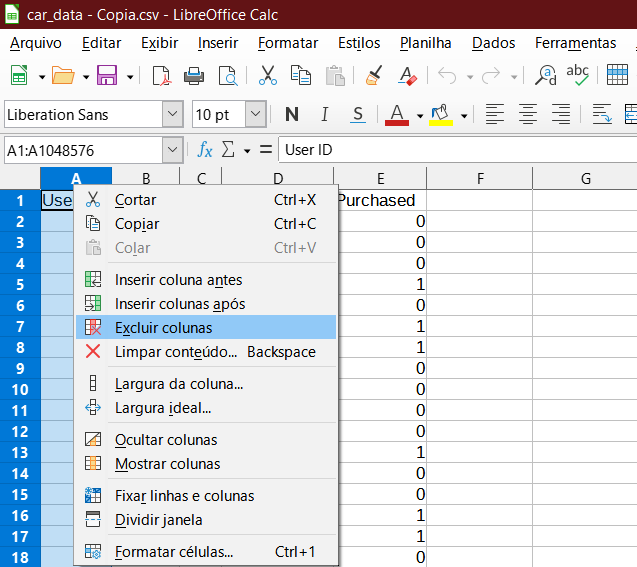 car_data - Copia.csv - LibreOffice Calc
Arquivo Editar Exibir Inserir Formatar Estilos Planilha Dados Ferramentas
abc
Liberation Sans 10 pt N I S A
A1:A1048576 fx Σ = User ID
A B C D E F G
1 Use Purchased
2 0
3 0
4 0
5 1
6 0
7 1
8 1
9 0
10 0
11 0
12 0
13 1
14 0
15 0
16 1
17 1
18 0
Cortar Ctrl+X
Copiar Ctrl+C
Colar Ctrl+V
Inserir coluna antes
Inserir colunas após
Excluir colunas
Limpar conteúdo... Backspace
Largura da coluna...
Largura ideal...
Ocultar colunas
Mostrar colunas
Fixar linhas e colunas
Dividir janela
Formatar células... Ctrl+1